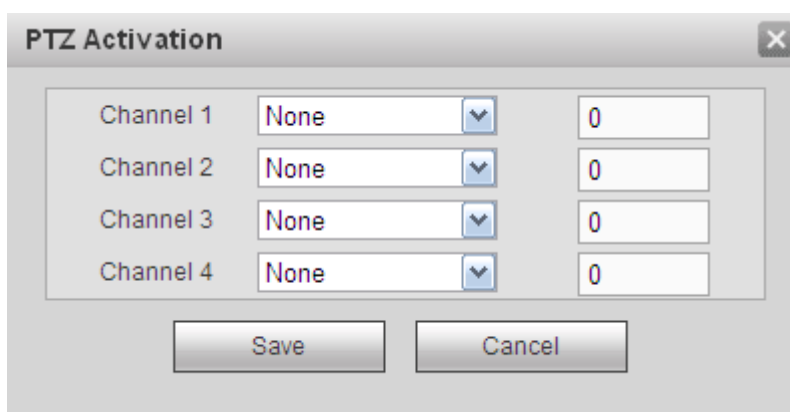 PTZ Activation
Channel 1 None 0
Channel 2 None 0
Channel 3 None 0
Channel 4 None 0
Save Cancel